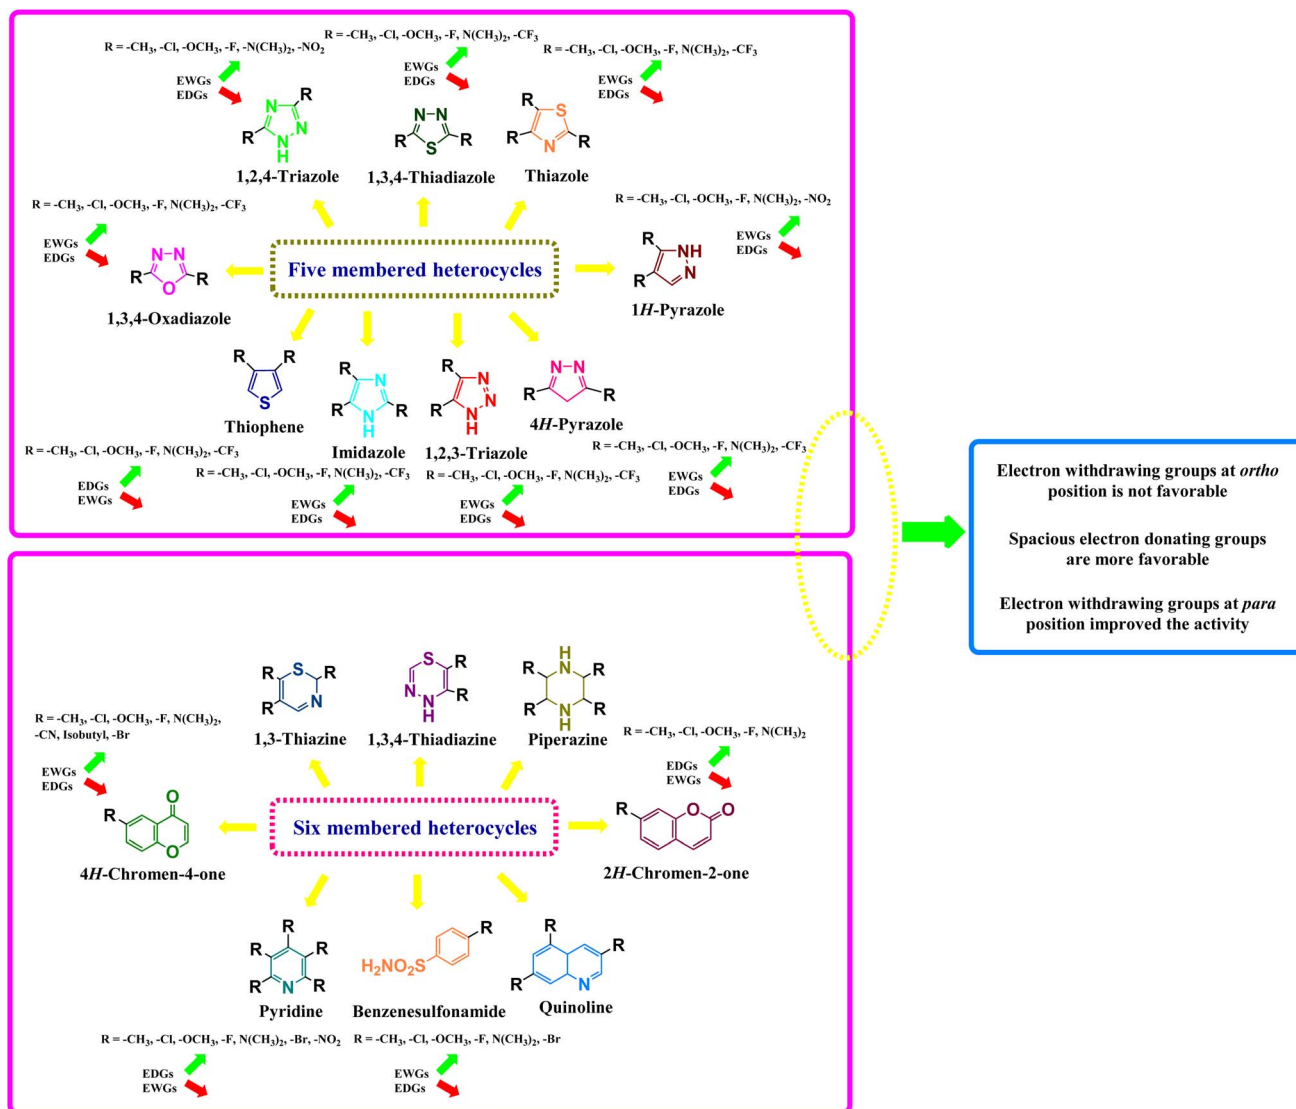 R = -CH₃, -Cl, -OCH₃, -F, -N(CH₃)₂, -NO₂
EWGs
EDGs
R
N
N
R
N
H
1,2,4-Triazole
R = -CH₃, -Cl, -OCH₃, -F, N(CH₃)₂, -CF₃
EWGs
EDGs
N N
R S R
1,3,4-Thiadiazole
R = -CH₃, -Cl, -OCH₃, -F, N(CH₃)₂, -CF₃
EWGs
EDGs
R S
R N R
Thiazole
R = -CH₃, -Cl, -OCH₃, -F, N(CH₃)₂, -CF₃
EWGs
EDGs
N N
R O R
1,3,4-Oxadiazole
Five membered heterocycles
R = -CH₃, -Cl, -OCH₃, -F, N(CH₃)₂, -NO₂
EWGs
EDGs
R NH
R N
1H-Pyrazole
R R
S
Thiophene
R = -CH₃, -Cl, -OCH₃, -F, N(CH₃)₂, -CF₃
EDGs
EWGs
R N
R N R
H
Imidazole
R = -CH₃, -Cl, -OCH₃, -F, N(CH₃)₂, -CF₃
EWGs
EDGs
R N
N
R N
H
1,2,3-Triazole
R = -CH₃, -Cl, -OCH₃, -F, N(CH₃)₂, -CF₃
EWGs
EDGs
N N
R R
4H-Pyrazole
R = -CH₃, -Cl, -OCH₃, -F, N(CH₃)₂, -CF₃
EWGs
EDGs
Electron withdrawing groups at ortho
position is not favorable
Spacious electron donating groups
are more favorable
Electron withdrawing groups at para
position improved the activity
R S R
R N
1,3-Thiazine
S R
N R
N
H
1,3,4-Thiadiazine
H
R N R
R N R
H
Piperazine
R = -CH₃, -Cl, -OCH₃, -F, N(CH₃)₂,
-CN, Isobutyl, -Br
EWGs
EDGs
O
R
O
4H-Chromen-4-one
Six membered heterocycles
R = -CH₃, -Cl, -OCH₃, -F, N(CH₃)₂
EDGs
EWGs
R O O
2H-Chromen-2-one
R
R R
R N R
Pyridine
R = -CH₃, -Cl, -OCH₃, -F, N(CH₃)₂, -Br, -NO₂
EDGs
EWGs
R
H₂NO₂S
Benzenesulfonamide
R = -CH₃, -Cl, -OCH₃, -F, N(CH₃)₂, -Br
EWGs
EDGs
R R
R N
Quinoline